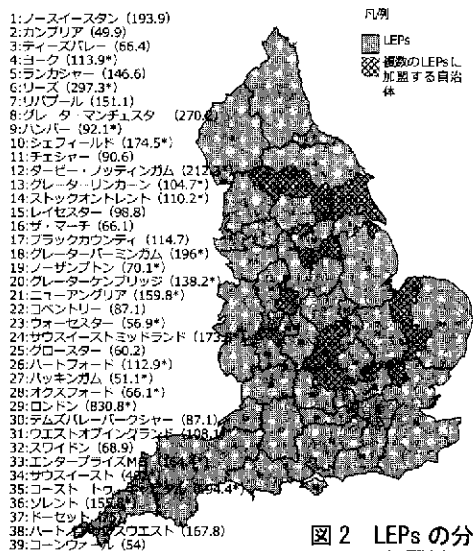 1:ノースイースタン (193.9)
2:カンブリア (49.9)
3:ティーズバレー (66.4)
4:ヨーク (113.9*)
5:ランカシャー (146.6)
6:リーズ (297.3*)
7:リバプール (151.1)
8:グレーターマンチェスタ (270.
9:ハンバー (92.1*)
10:シェフィールド (174.5*)
11:チェシャー (90.6)
12:ダービー・ノッティンガム (212.
13:グレーターリンカーン (104.7*)
14:ストックオントレント (110.2*)
15:レイセスター (98.8)
16:ザ・マーチ (66.1)
17:ブラックカウンティ (114.7)
18:グレーターバーミンガム (196*)
19:ノーザンプトン (70.1*)
20:グレーターケンブリッジ (138.2*)
21:ニューアングリア (159.8*)
22:コベントリー (87.1)
23:ウォーセスター (56.9*)
24:サウスイーストミッドランド (173.
25:グロースター (60.2)
26:ハートフォード (112.9*)
27:バッキンガム (51.1*)
28:オクスフォード (66.1*)
29:ロンドン (830.8*)
30:テムズバレーバークシャー (87.1)
31:ウエストオブイングランド (108.1
32:スワイドン (68.9)
33:エンタープライズM
34:サウスイースト (4
35:コースト トゥ 94.4*)
36:ソレント (155.
37:ドーセット
38:ハートオ スウエスト (167.8)
39:コーンウォール (54)
凡例
LEPs
複数のLEPsに
加盟する自治
体
図2 LEPs の分